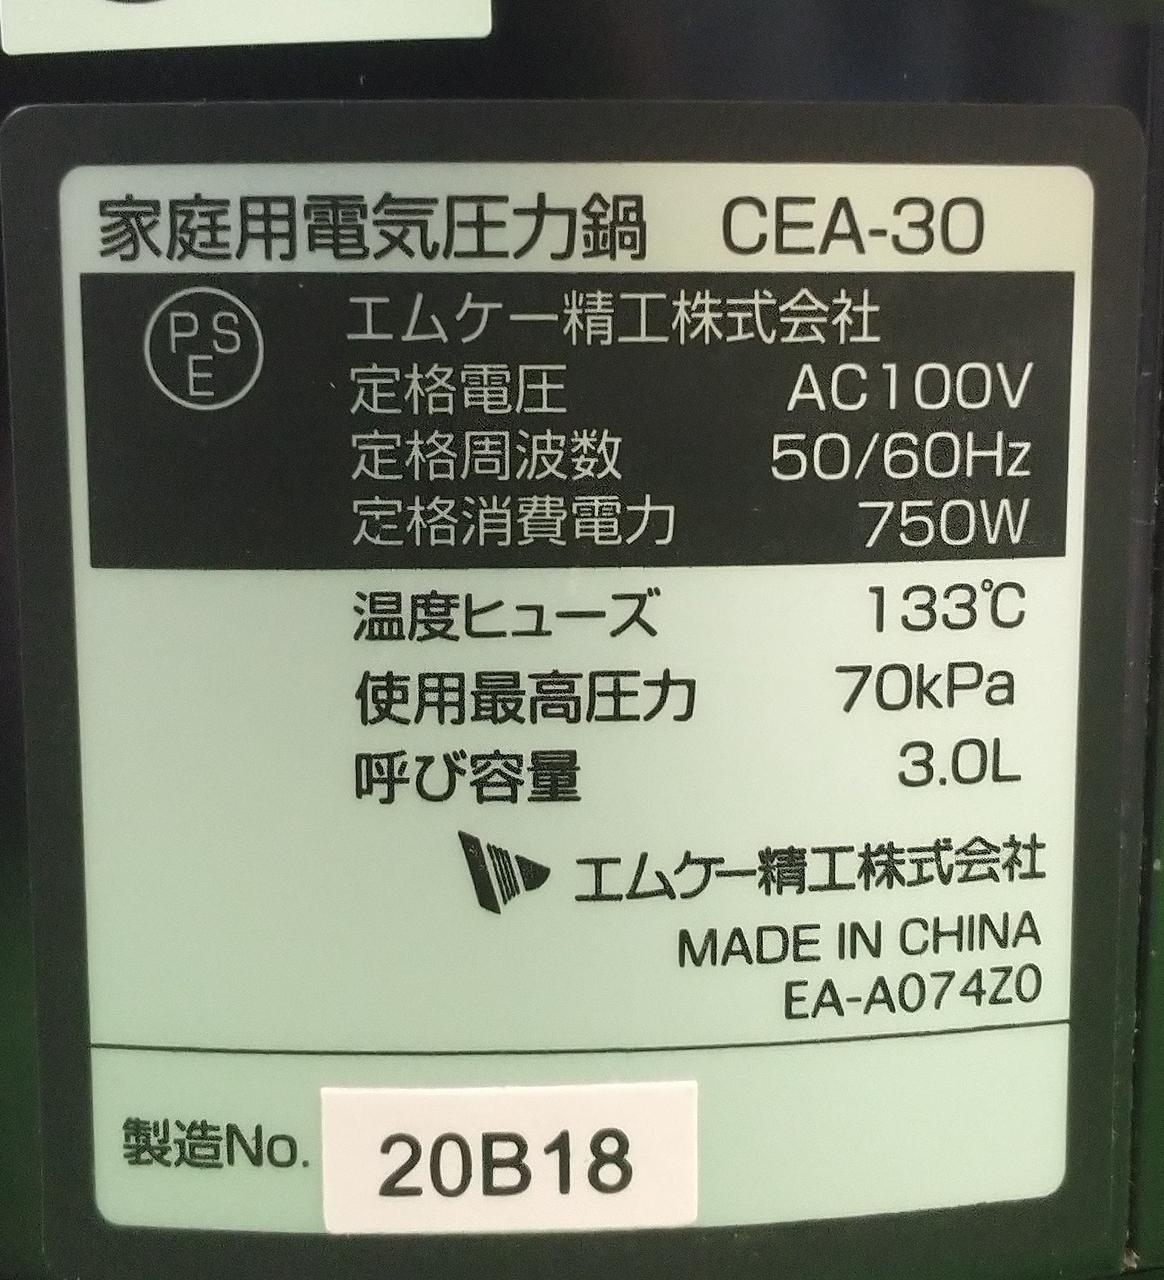 家庭用電気圧力鍋 CEA-30
PSE
エムケー精工株式会社
定格電圧 AC100V
定格周波数 50/60Hz
定格消費電力 750W
温度ヒューズ 133℃
使用最高圧力 70kPa
呼び容量 3.0L
エムケー精工株式会社
MADE IN CHINA
EA-A074Z0
製造No. 20B18